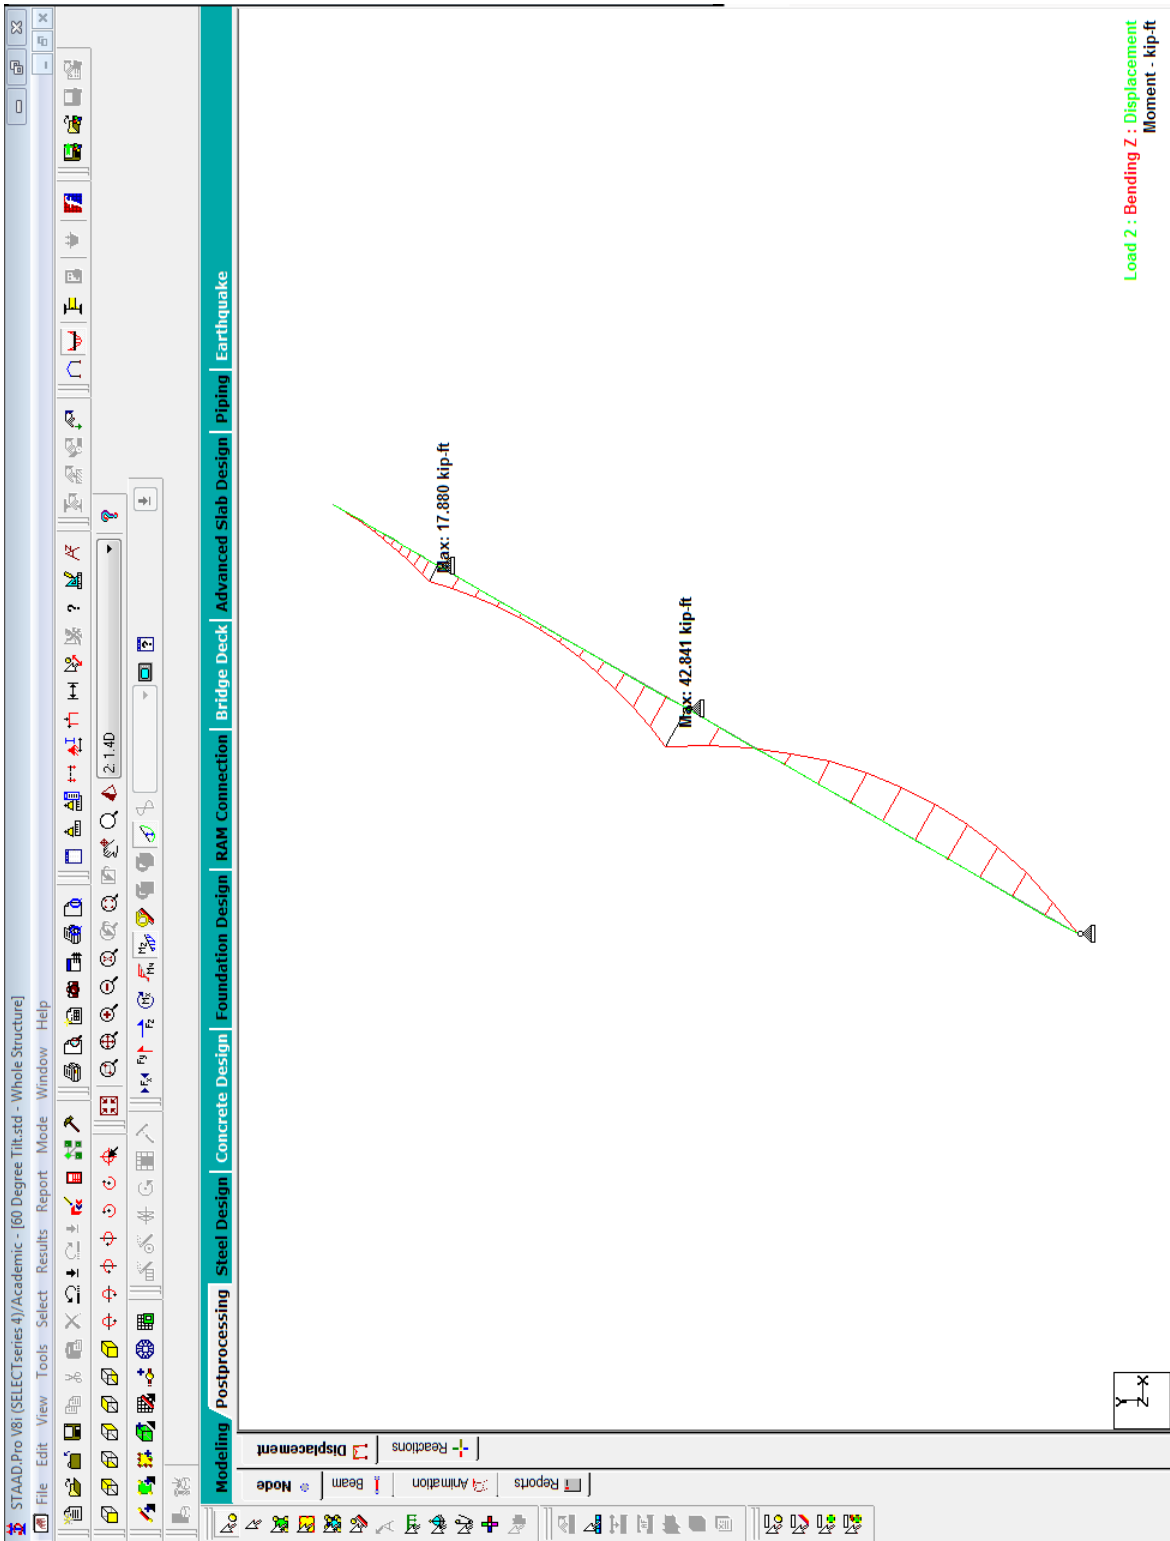 STAAD.Pro V8i (SELECTseries 4)/Academic - [60 Degree Tilt.std - Whole Structure]
File Edit View Tools Select Results Report Mode Window Help
2: 1.4D
Modeling Postprocessing Steel Design Concrete Design Foundation Design RAM Connection Bridge Deck Advanced Slab Design Piping Earthquake
Node
Beam
Animation
Reports
Displacement
Reactions
Max: 17.880 kip-ft
Max: 42.841 kip-ft
Y
Z X
Load 2 : Bending Z : Displacement
Moment - kip-ft